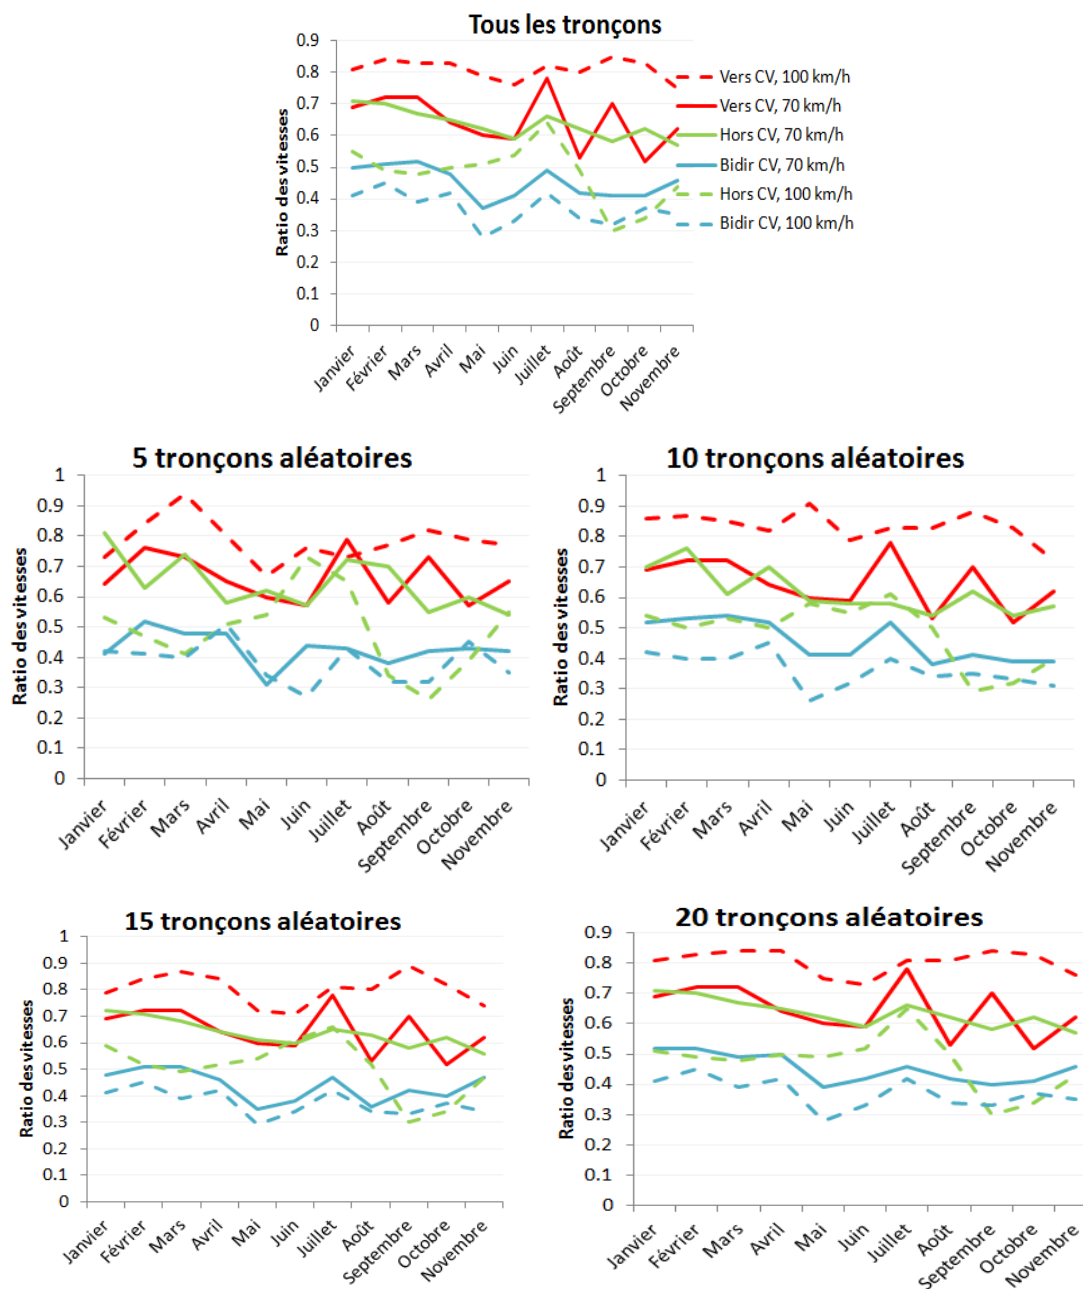 Tous les tronçons
Ratio des vitesses
0.9
0.8
0.7
0.6
0.5
0.4
0.3
0.2
0.1
0
Janvier
Février
Mars
Avril
Mai
Juin
Juillet
Août
Septembre
Octobre
Novembre
Vers CV, 100 km/h
Vers CV, 70 km/h
Hors CV, 70 km/h
Bidir CV, 70 km/h
Hors CV, 100 km/h
Bidir CV, 100 km/h
5 tronçons aléatoires
Ratio des vitesses
1
0.9
0.8
0.7
0.6
0.5
0.4
0.3
0.2
0.1
0
Janvier
Février
Mars
Avril
Mai
Juin
Juillet
Août
Septembre
Octobre
Novembre
10 tronçons aléatoires
Ratio des vitesses
1
0.9
0.8
0.7
0.6
0.5
0.4
0.3
0.2
0.1
0
Janvier
Février
Mars
Avril
Mai
Juin
Juillet
Août
Septembre
Octobre
Novembre
15 tronçons aléatoires
Ratio des vitesses
1
0.9
0.8
0.7
0.6
0.5
0.4
0.3
0.2
0.1
0
Janvier
Février
Mars
Avril
Mai
Juin
Juillet
Août
Septembre
Octobre
Novembre
20 tronçons aléatoires
Ratio des vitesses
0.9
0.8
0.7
0.6
0.5
0.4
0.3
0.2
0.1
0
Janvier
Février
Mars
Avril
Mai
Juin
Juillet
Août
Septembre
Octobre
Novembre